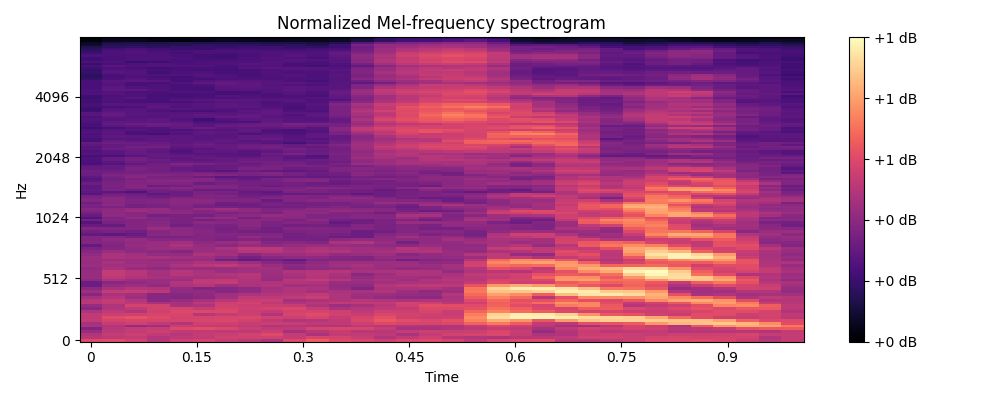 Normalized Mel-frequency spectrogram
Hz
4096
2048
1024
512
0
0 0.15 0.3 0.45 0.6 0.75 0.9
Time
+1 dB
+1 dB
+1 dB
+0 dB
+0 dB
+0 dB